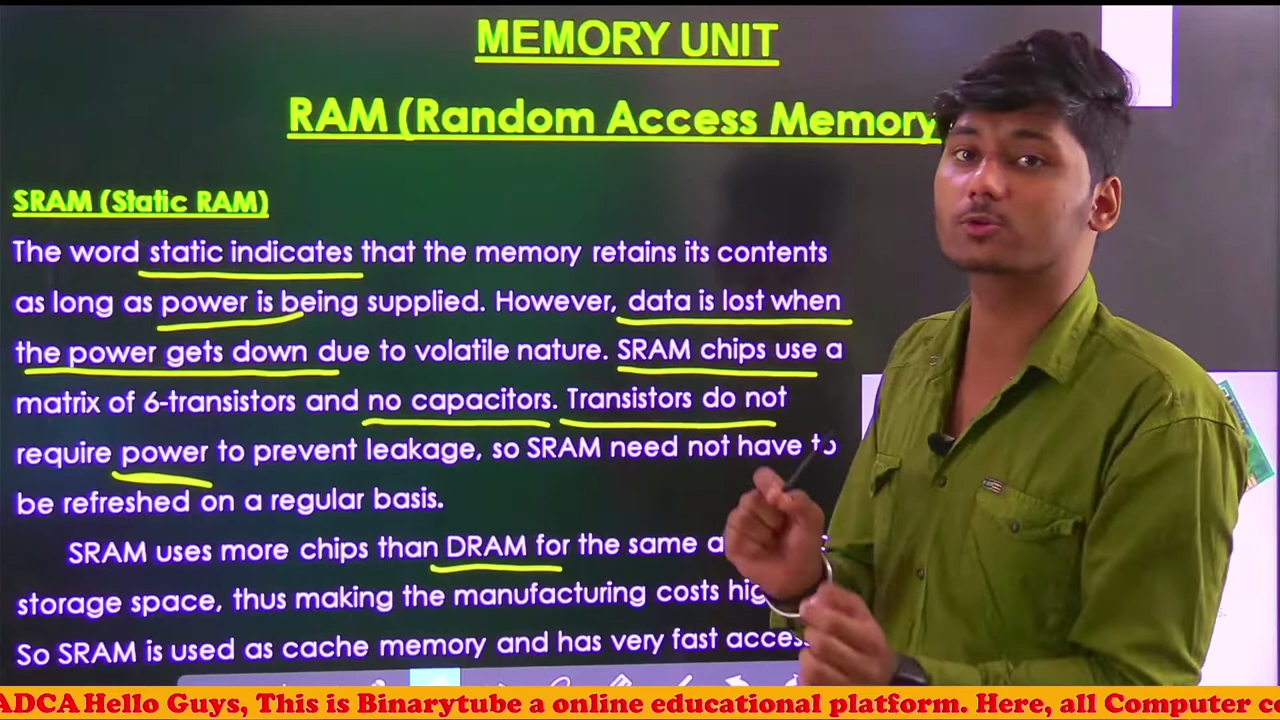 MEMORY UNIT
RAM (Random Access Memory
SRAM (Static RAM)
The word static indicates that the memory retains its contents
as long as power is being supplied. However, data is lost when
the power gets down due to volatile nature. SRAM chips use a
matrix of 6-transistors and no capacitors. Transistors do not
require power to prevent leakage, so SRAM need not have to
be refreshed on a regular basis.
SRAM uses more chips than DRAM for the same
storage space, thus making the manufacturing costs
So SRAM is used as cache memory and has very fast
ADCA Hello Guys, This is Binarytube a online educational platform. Here, all Computer